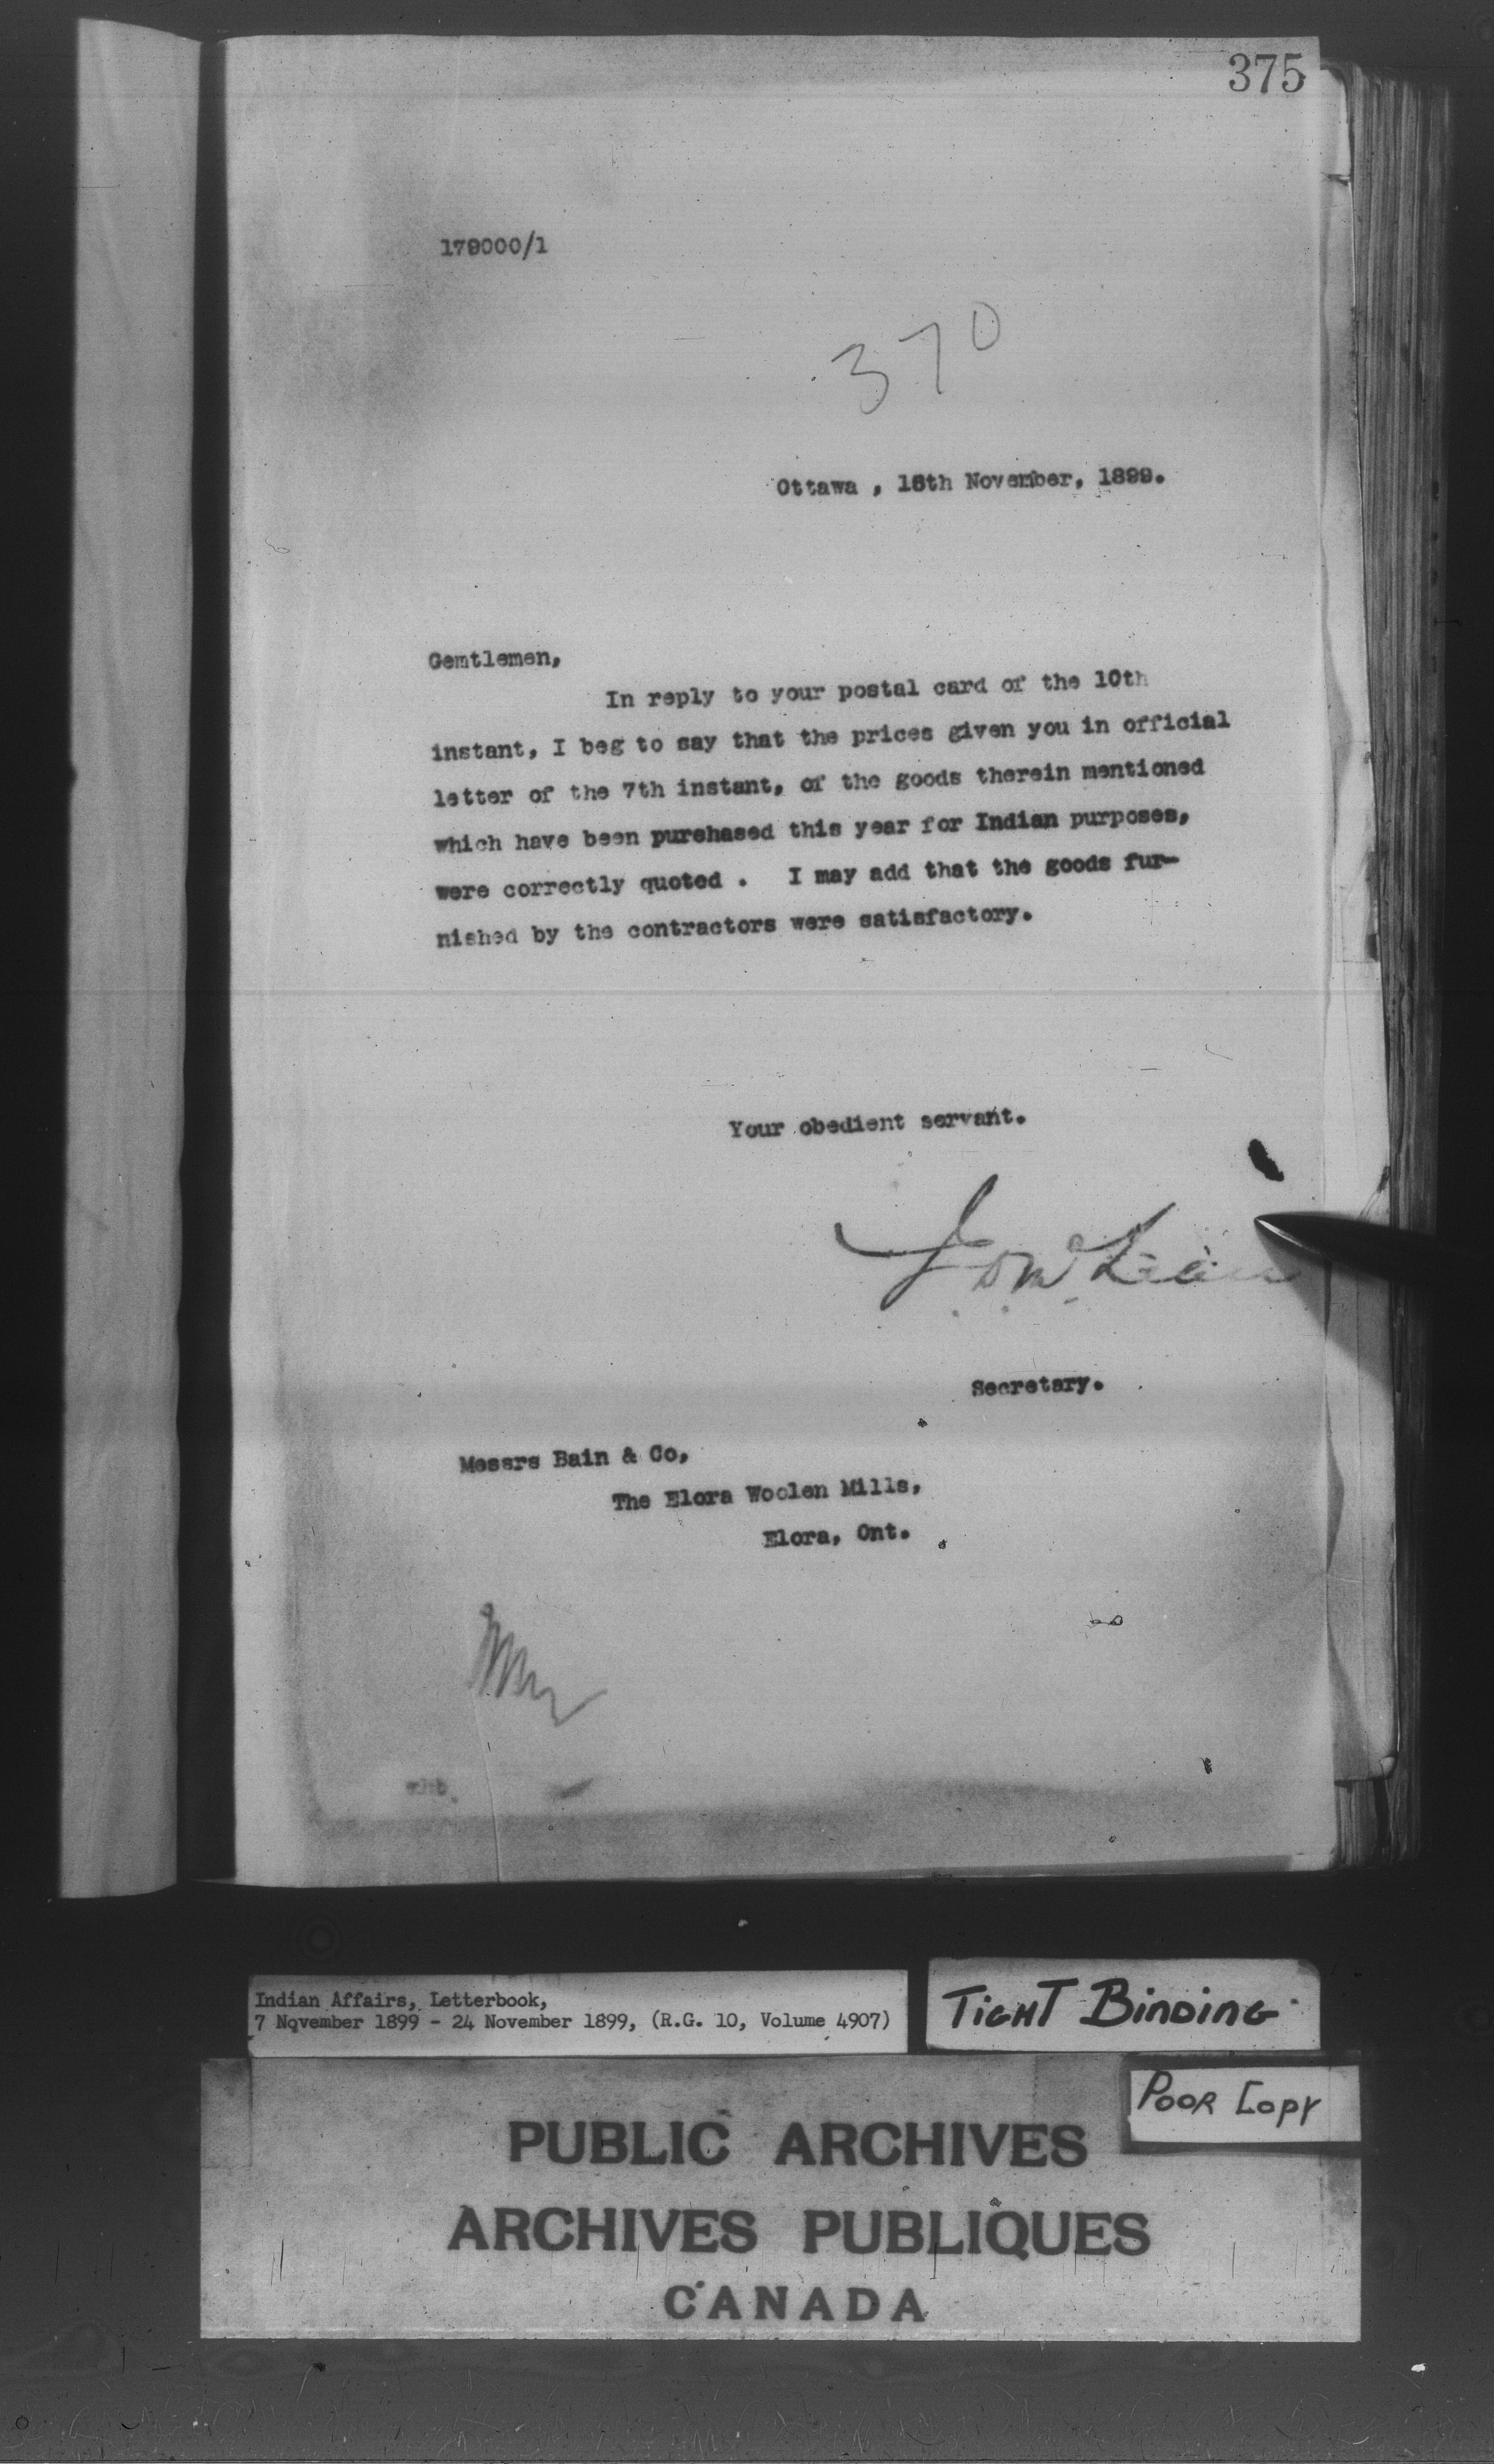 375
179000/1
370
Ottawa , 16th November, 1899.
Gemtlemen,
In reply to your postal card of the 10th
instant, I beg to say that the prices given you in official
letter of the 7th instant, of the goods therein mentioned
which have been purchased this year for Indian purposes,
were correctly quoted . I may add that the goods fur-
nished by the contractors were satisfactory.
Your obedient servant.
J D McLean
Secretary.
Messrs Bain & Co,
The Elora Woolen Mills,
Elora, Ont.
Indian Affairs, Letterbook,
7 November 1899 - 24 November 1899, (R.G. 10, Volume 4907)
TIGHT BINDING
POOR COPY
PUBLIC ARCHIVES
ARCHIVES PUBLIQUES
CANADA